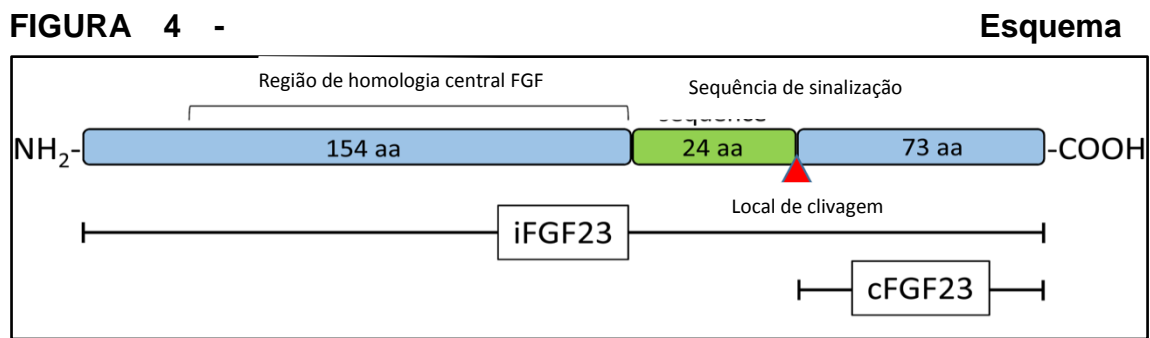 FIGURA 4 - Esquema
Região de homologia central FGF
Sequência de sinalização
NH2- 154 aa 24 aa 73 aa -COOH
Local de clivagem
iFGF23
cFGF23